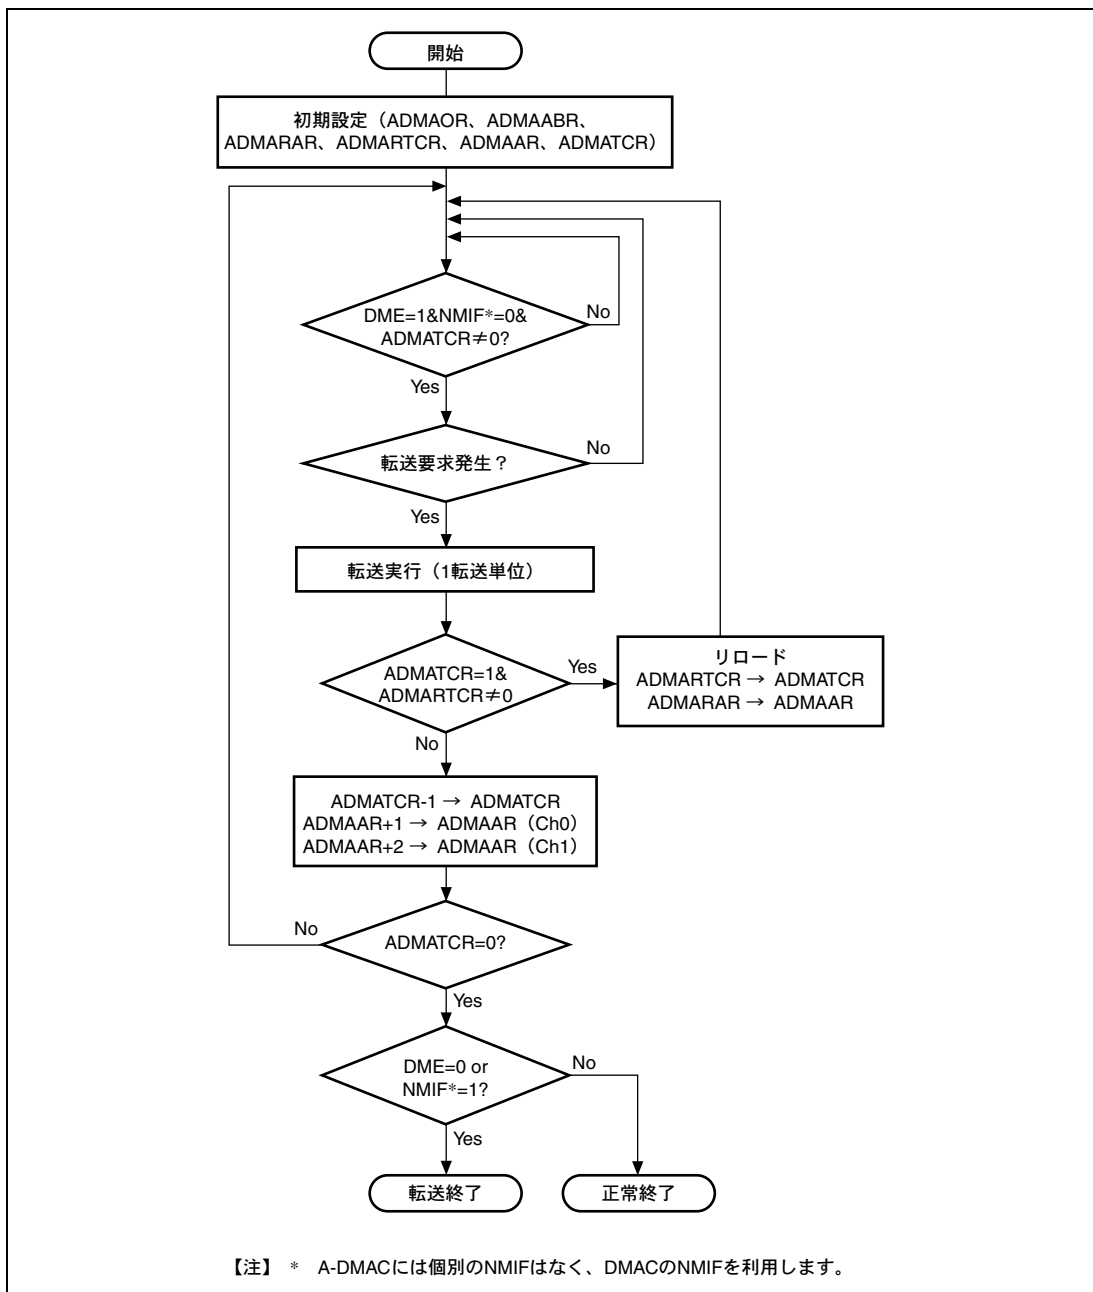 開始
初期設定（ADMAOR、ADMAABR、
ADMARAR、ADMARTCR、ADMAAR、ADMATCR）
DME=1&NMIF*=0&
ADMATCR≠0?
No
Yes
転送要求発生？
No
Yes
転送実行（1転送単位）
ADMATCR=1&
ADMARTCR≠0
Yes
リロード
ADMARTCR → ADMATCR
ADMARAR → ADMAAR
No
ADMATCR-1 → ADMATCR
ADMAAR+1 → ADMAAR（Ch0）
ADMAAR+2 → ADMAAR（Ch1）
No
ADMATCR=0?
Yes
DME=0 or
NMIF*=1?
No
Yes
転送終了
正常終了
【注】 * A-DMACには個別のNMIFはなく、DMACのNMIFを利用します。